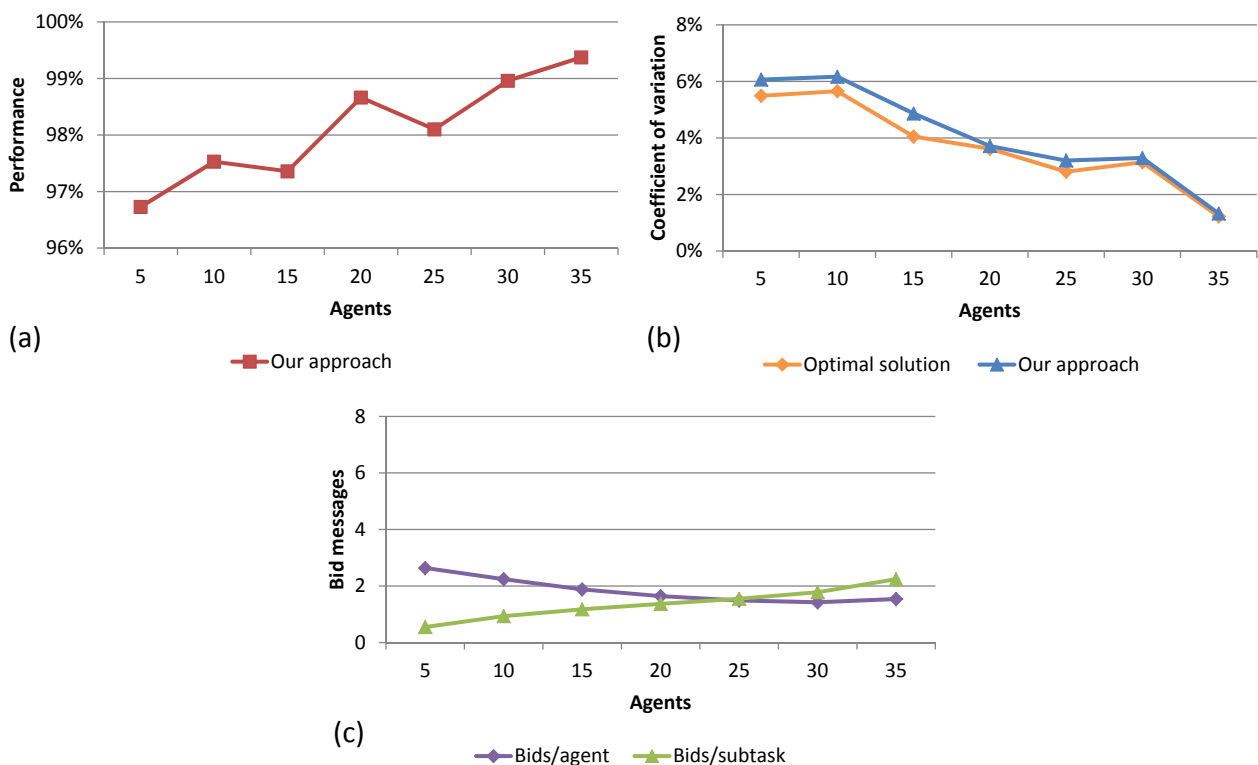 100%
99%
98%
97%
96%
Performance
5 10 15 20 25 30 35
Agents
(a)
Our approach
8%
6%
4%
2%
0%
Coefficient of variation
5 10 15 20 25 30 35
Agents
(b)
Optimal solution Our approach
8
6
4
2
0
Bid messages
5 10 15 20 25 30 35
Agents
(c)
Bids/agent Bids/subtask